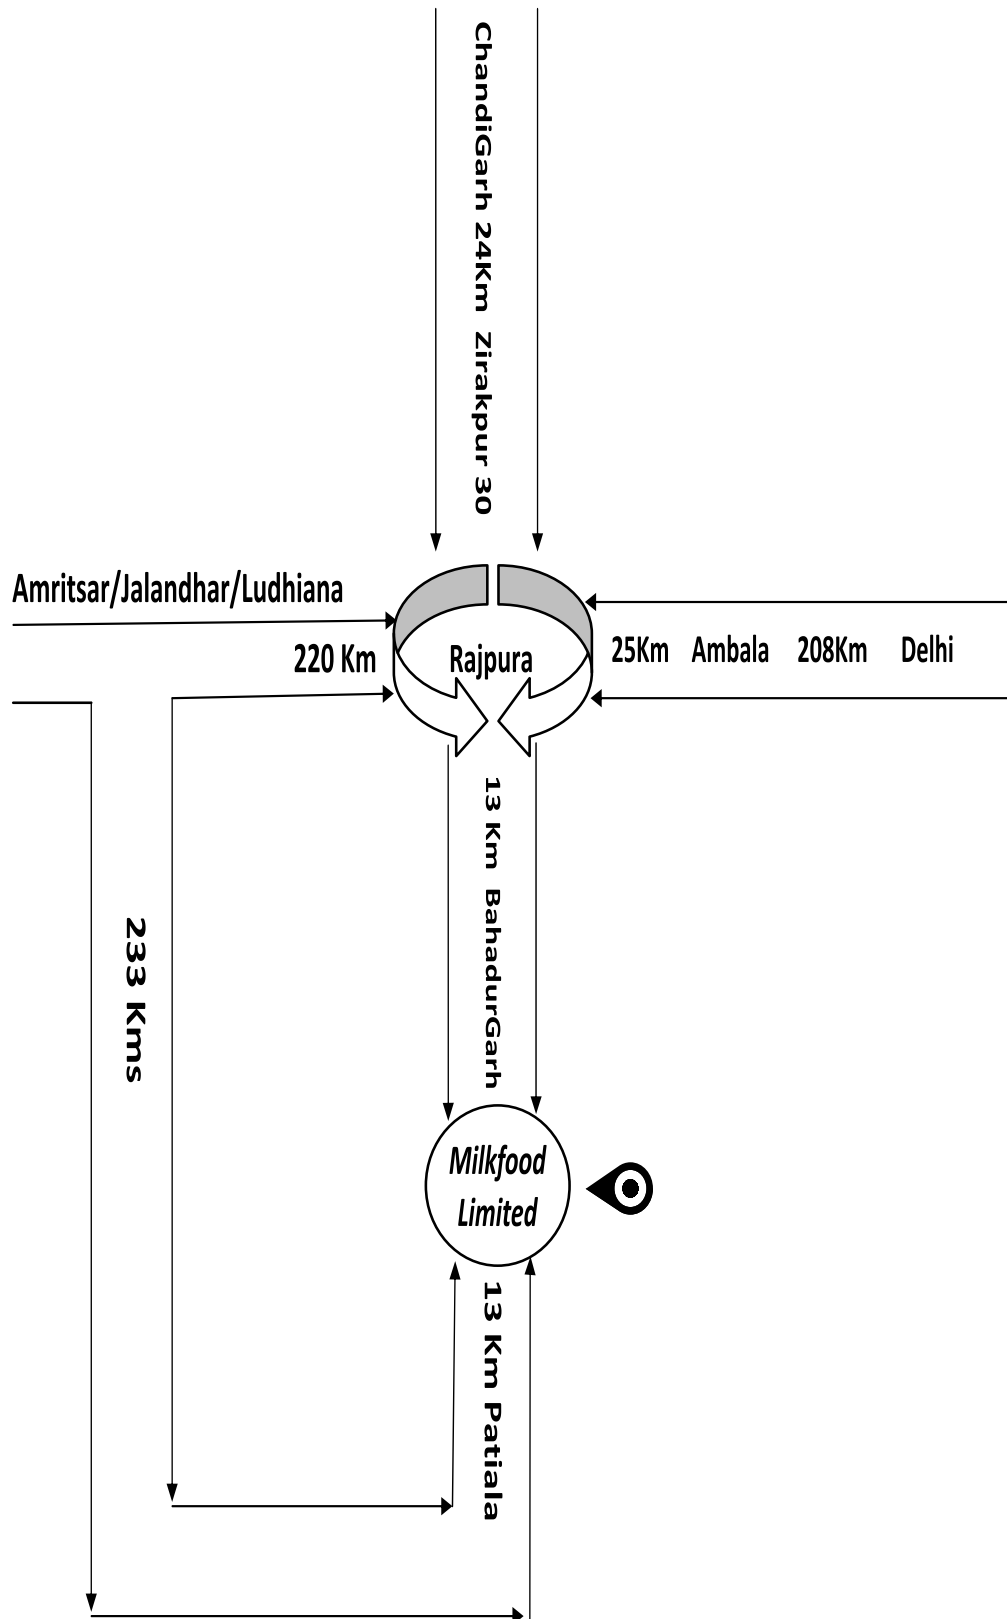 ChandiGarh 24Km Zirakpur 30
Amritsar/Jalandhar/Ludhiana
220 Km
Rajpura
25Km Ambala 208Km Delhi
13 Km BahadurGarh
233 Kms
Milkfood
Limited
13 Km Patiala